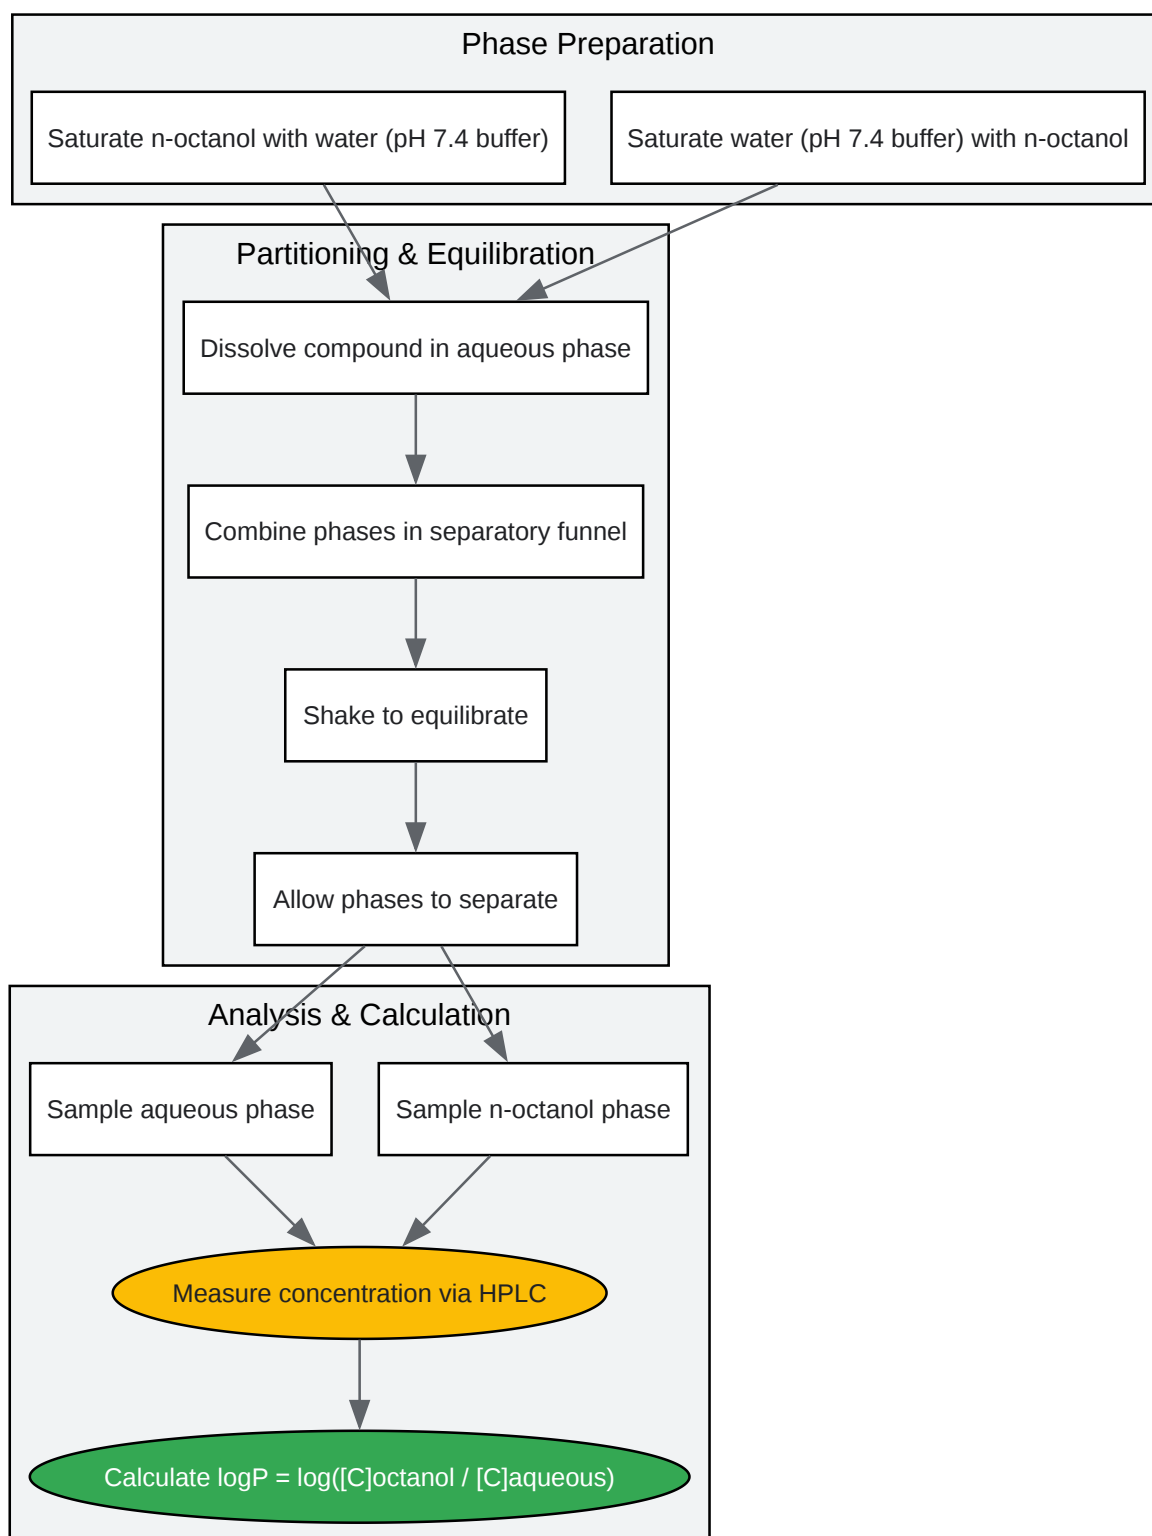 Phase Preparation
Saturate n-octanol with water (pH 7.4 buffer)
Saturate water (pH 7.4 buffer) with n-octanol
Partitioning & Equilibration
Dissolve compound in aqueous phase
Combine phases in separatory funnel
Shake to equilibrate
Allow phases to separate
Analysis & Calculation
Sample aqueous phase
Sample n-octanol phase
Measure concentration via HPLC
Calculate logP = log([C]octanol / [C]aqueous)